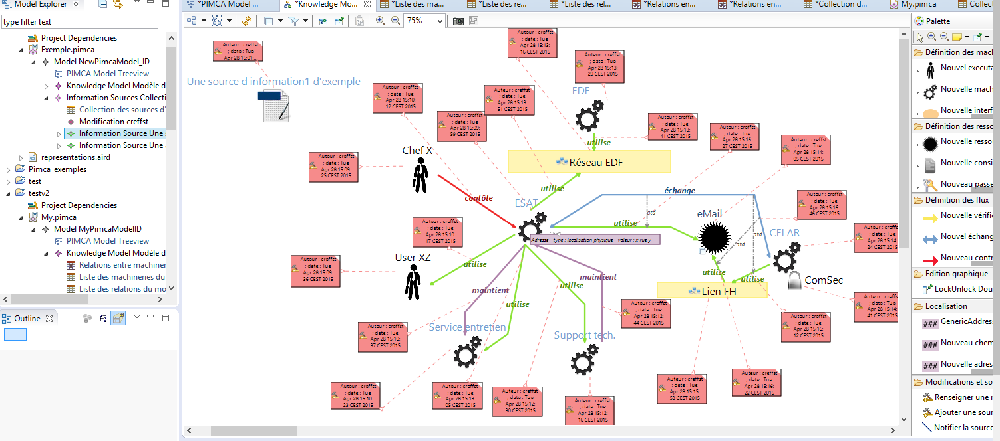 Model Explorer
*PIMCA Model ...
*Knowledge Mo...
*Liste des ma...
*Liste des re...
*Liste des rel...
*Relations en...
*Relations en...
*Collection d...
My.pimca
Collect
type filter text
75%
Palette
Project Dependencies
Exemple.pimca
Model NewPimcaModel_ID
PIMCA Model Treeview
Knowledge Model Modèle d
Information Sources Collecti
Collection des sources d'
Modification creffst
Information Source Une
Information Source Une
representations.aird
Pimca_exemples
test
testv2
Project Dependencies
My.pimca
Model MyPimcaModelID
PIMCA Model Treeview
Knowledge Model Modèle d
Relations entre machiner
Liste des machineries du
Liste des relations du mo
Outline
Auteur : creffst
; date : Tue
Apr 28 15:01:...
Une source d information1 d'exemple
Auteur : creffst
; date : Tue
Apr 28 15:13:
16 CEST 2015
Auteur : creffst
; date : Tue
Apr 28 15:13:
29 CEST 2015
EDF
Auteur : creffst
; date : Tue
Apr 28 15:10:
12 CEST 2015
Auteur : creffst
; date : Tue
Apr 28 15:13:
51 CEST 2015
Auteur : creffst
; date : Tue
Apr 28 15:09:
59 CEST 2015
Auteur : creffst
; date : Tue
Apr 28 15:13:
41 CEST 2015
Auteur : creffst
; date : Tue
Apr 28 15:16:
27 CEST 2015
Auteur : creffst
; date : Tue
Apr 28 15:14:
05 CEST 2015
utilise
Chef X
Auteur : creffst
; date : Tue
Apr 28 15:09:
25 CEST 2015
Réseau EDF
utilise
contôle
ESAT
échange
Auteur : creffst
; date : Tue
Apr 28 15:16:
46 CEST 2015
atd
eMail
utilise
Auteur : creffst
; date : Tue
Apr 28 15:10:
17 CEST 2015
Adresse - type : localisation physique - valeur : x rue y
atd
atd
CELAR
Auteur : creffst
; date : Tue
Apr 28 15:14:
24 CEST 2015
User XZ
Auteur : creffst
; date : Tue
Apr 28 15:09:
36 CEST 2015
utilise
maintient
utilise
utilise
ComSec
maintient
utilise
Lien FH
utilise
Auteur : creffst
; date : Tue
Apr 28 15:12:
44 CEST 2015
Auteur : creffst
; date : Tue
Apr 28 15:14:
41 CEST 2015
Auteur : creffst
; date : Tue
Apr 28 15:16:
12 CEST 2015
Auteur : creffst
; date : Tue
Apr 28 15:10:
37 CEST 2015
Service entretien
Support tech.
Auteur : creffst
; date : Tue
Apr 28 15:10:
23 CEST 2015
Auteur : creffst
; date : Tue
Apr 28 15:13:
05 CEST 2015
Auteur : creffst
; date : Tue
Apr 28 15:12:
30 CEST 2015
Auteur : creffst
; date : Tue
Apr 28 15:12:
16 CEST 2015
Auteur : creffst
; date : Tue
Apr 28 15:15:
53 CEST 2015
Auteur : creffst
; date : Tue
Apr 28 15:16:
22 CEST 2015
Définition des mach
Nouvel executa
Nouvelle mach
Nouvelle interf
Définition des resso
Nouvelle resso
Nouvelle consi
Nouveau passe
Définition des flux
Nouvelle vérifi
Nouvel échang
Nouveau contr
Edition graphique
LockUnlock Dou
Localisation
### GenericAddres
### Nouveau chem
### Nouvelle adres
Modifications et so
Renseigner une r
Ajouter une sour
Notifier la source